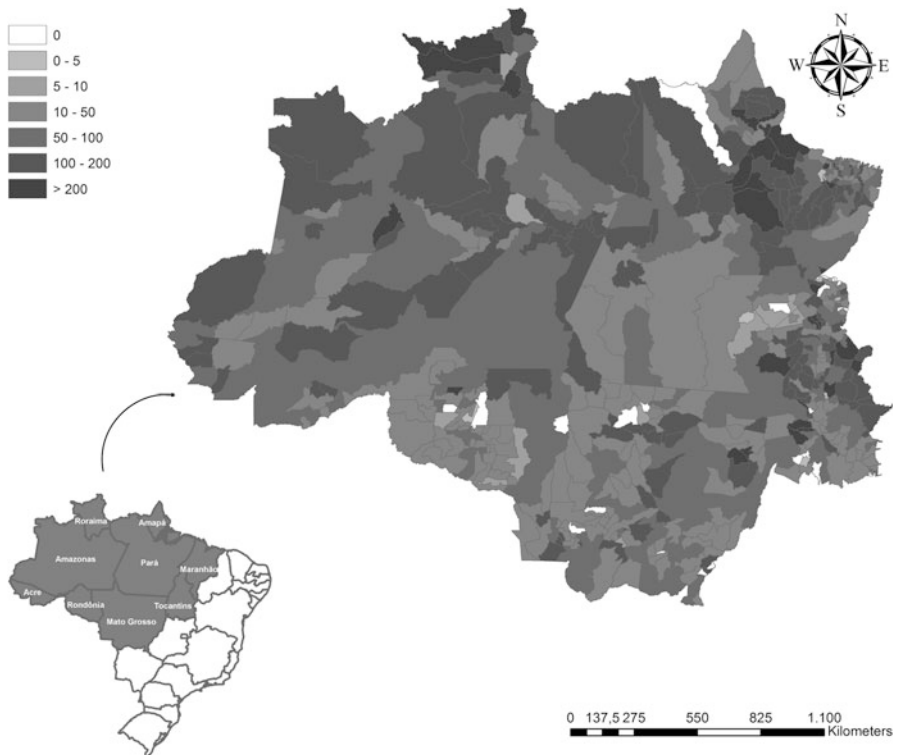 0
0 - 5
5 - 10
10 - 50
50 - 100
100 - 200
> 200
N
W E
S
Roraima
Amapá
Amazonas
Pará
Maranhão
Acre
Rondônia
Tocantins
Mato Grosso
0 137,5 275 550 825 1.100
Kilometers